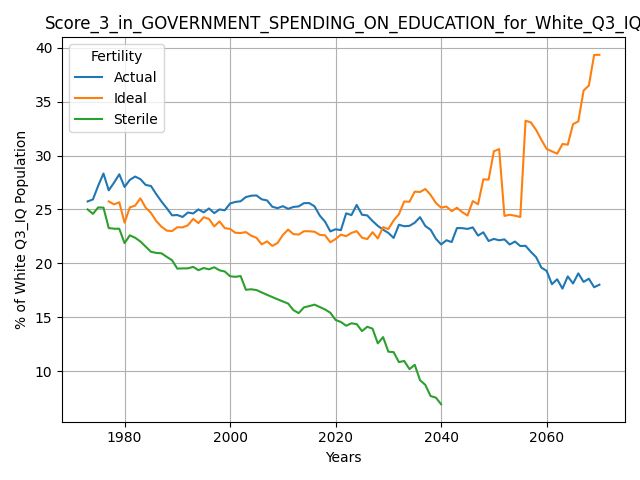 Score_3_in_GOVERNMENT_SPENDING_ON_EDUCATION_for_White_Q3_IQ
% of White Q3_IQ Population
40
35
30
25
20
15
10
Fertility
Actual
Ideal
Sterile
1980 2000 2020 2040 2060
Years